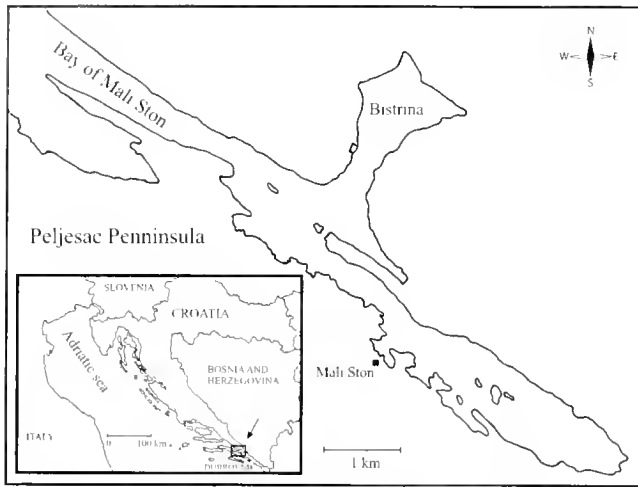 N
W E
S
Bay of Mali Ston
Bistrina
Peljesac Penninsula
SLOVENIA
CROATIA
Adriatic sea
BOSNIA AND
HERZEGOVINA
ITALY
0 100 km
Mali Ston
1 km